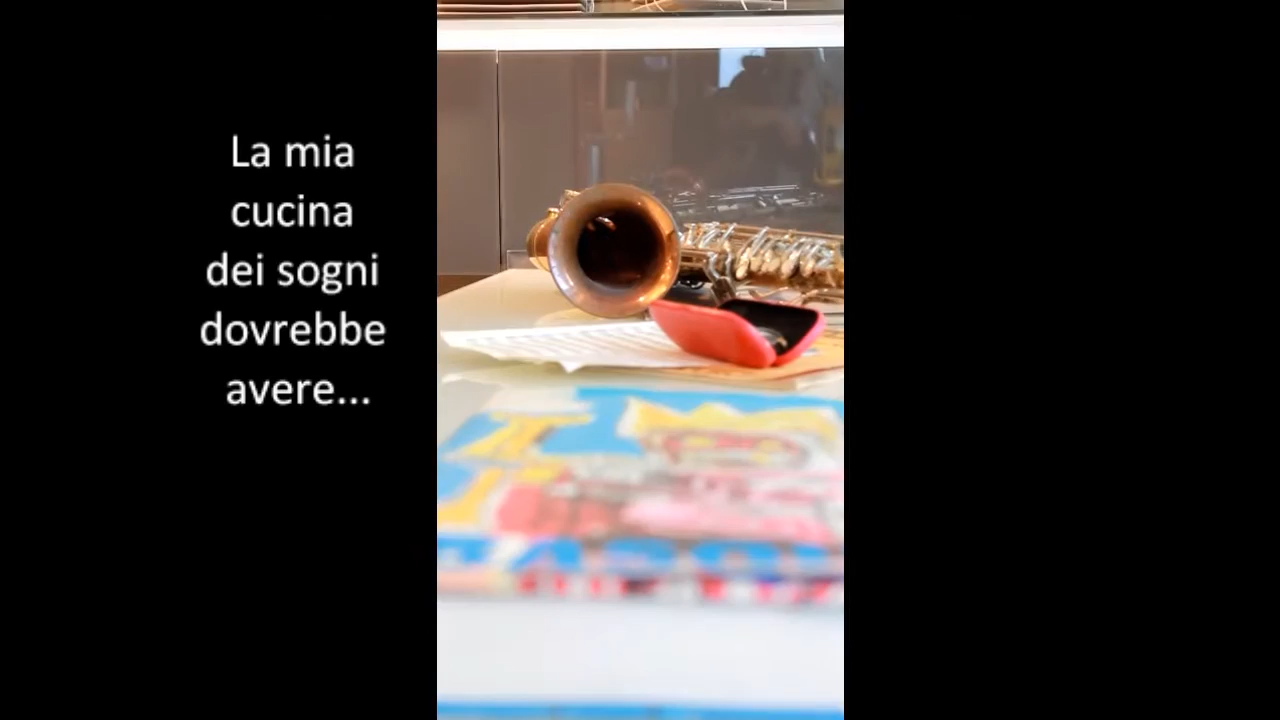 La mia
cucina
dei sogni
dovrebbe
avere...